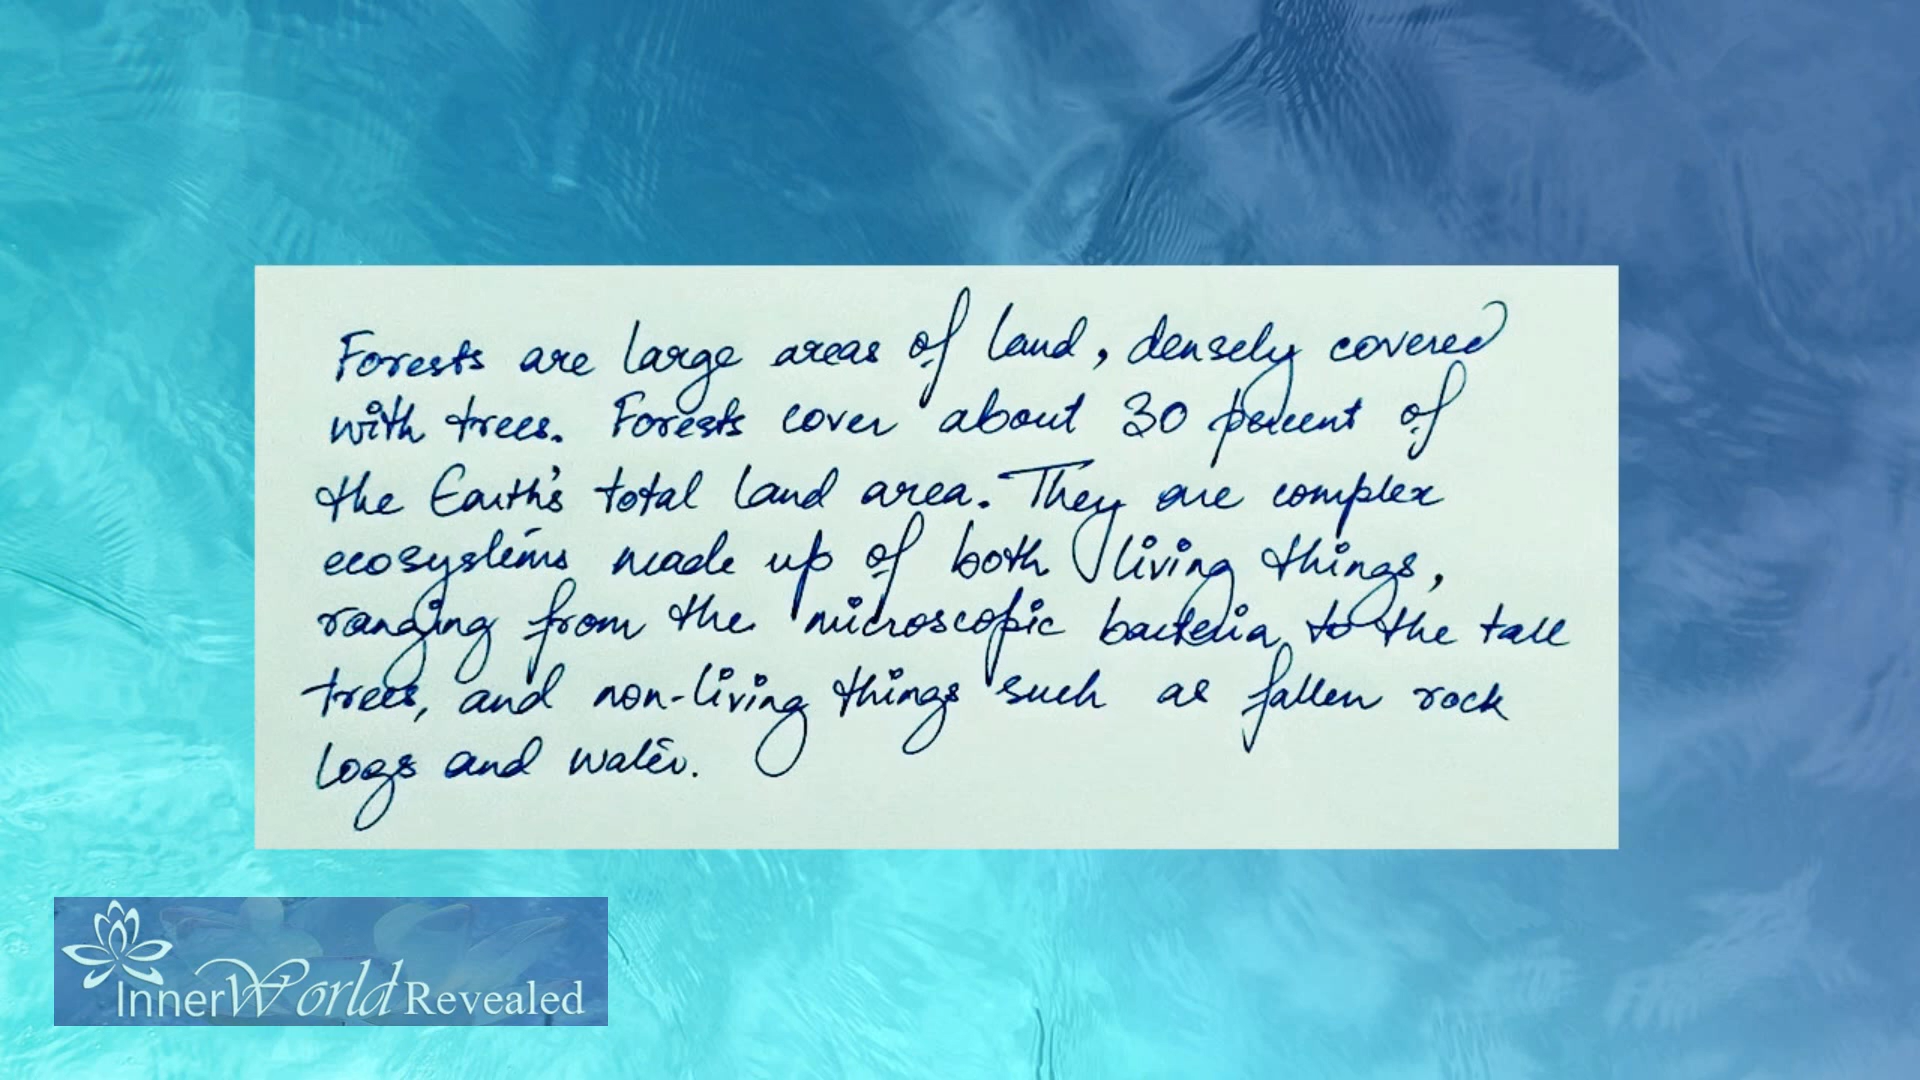 Forests are large areas of land, densely covered
with trees. Forests cover about 30 percent of
the Earth's total land area. They are complex
ecosystems made up of both living things,
ranging from the microscopic bacteria to the tall
trees, and non-living things such as fallen rock
logs and water.
InnerWorld Revealed